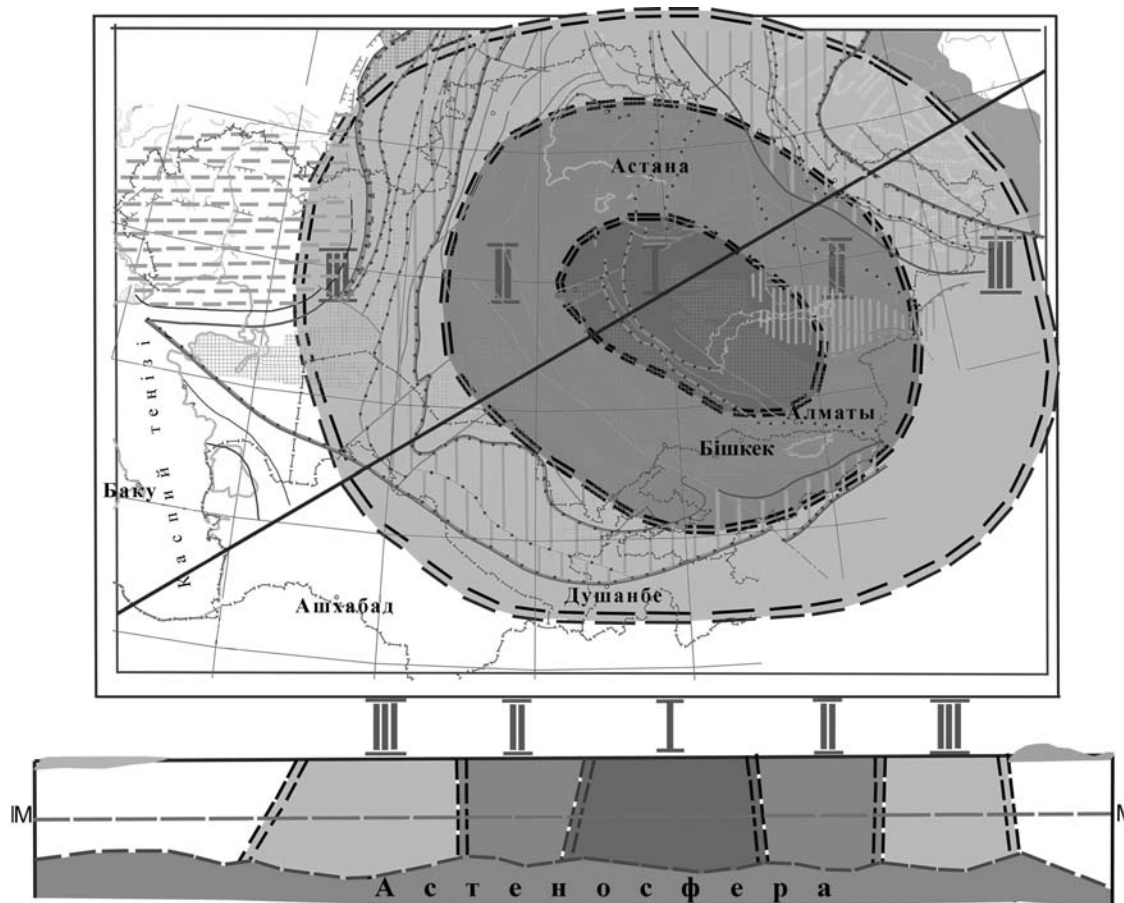 Астана
III II I II III
Каспий теңізі
Алматы
Бішкек
Баку
Душанбе
Ашхабад
III II I II III
M M
Астеносфера